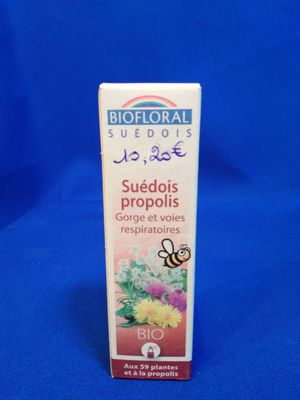 BIOFLORAL
SUÉDOIS
10,20€
Suédois
propolis
Gorge et voies
respiratoires
BIO
Aux 59 plantes
et à la propolis